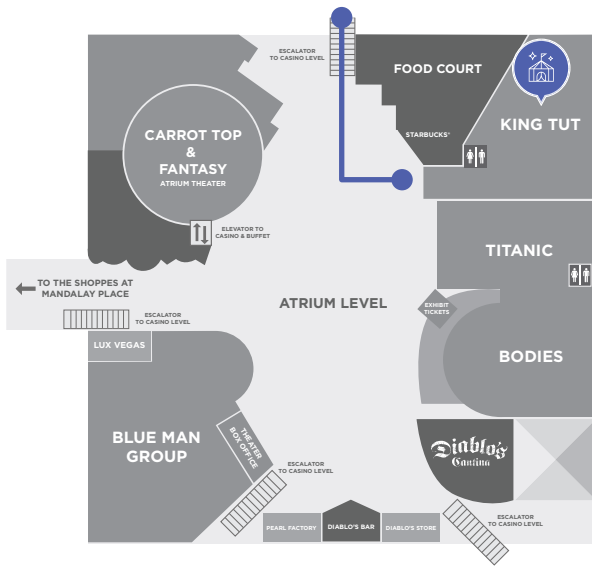 ESCALATOR
TO CASINO LEVEL
FOOD COURT
STARBUCKS®
KING TUT
CARROT TOP
&
FANTASY
ATRIUM THEATER
ELEVATOR TO
CASINO & BUFFET
TITANIC
TO THE SHOPPES AT
MANDALAY PLACE
ESCALATOR
TO CASINO LEVEL
ATRIUM LEVEL
EXHIBIT
TICKETS
LUX VEGAS
BODIES
BLUE MAN
GROUP
THEATER
BOX OFFICE
Diablo's
Cantina
ESCALATOR
TO CASINO LEVEL
PEARL FACTORY
DIABLO'S BAR
DIABLO'S STORE
ESCALATOR
TO CASINO LEVEL